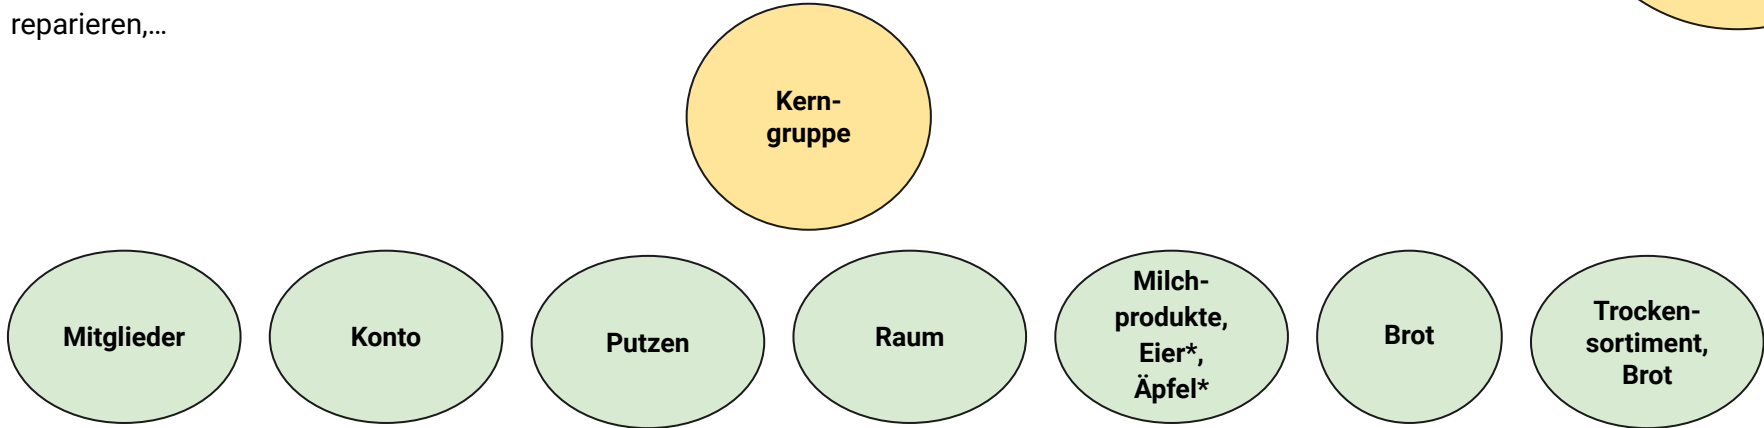 reparieren,...
Kern-
gruppe
Mitglieder
Konto
Putzen
Raum
Milch-
produkte,
Eier*,
Äpfel*
Brot
Trocken-
sortiment,
Brot